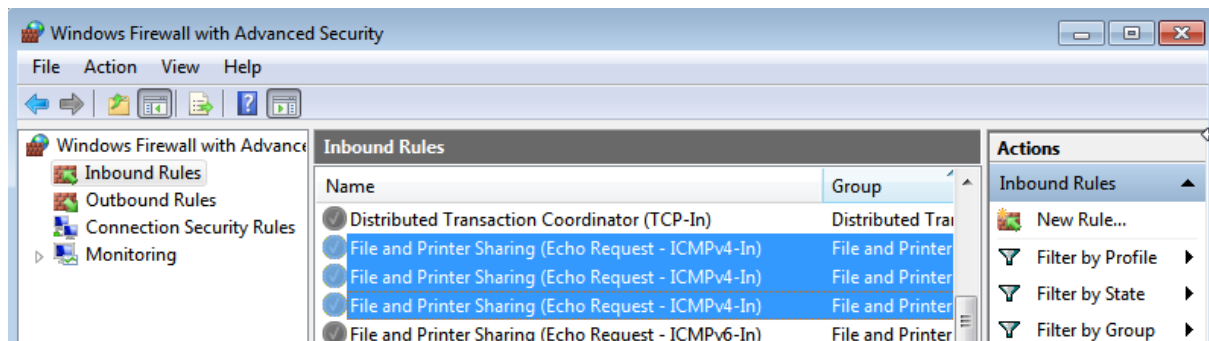 Windows Firewall with Advanced Security
File Action View Help
Windows Firewall with Advance
Inbound Rules
Outbound Rules
Connection Security Rules
Monitoring
Inbound Rules
Name Group
Distributed Transaction Coordinator (TCP-In) Distributed Tra
File and Printer Sharing (Echo Request - ICMPv4-In) File and Printer
File and Printer Sharing (Echo Request - ICMPv4-In) File and Printer
File and Printer Sharing (Echo Request - ICMPv4-In) File and Printer
File and Printer Sharing (Echo Request - ICMPv6-In) File and Printer
Actions
Inbound Rules
New Rule...
Filter by Profile
Filter by State
Filter by Group